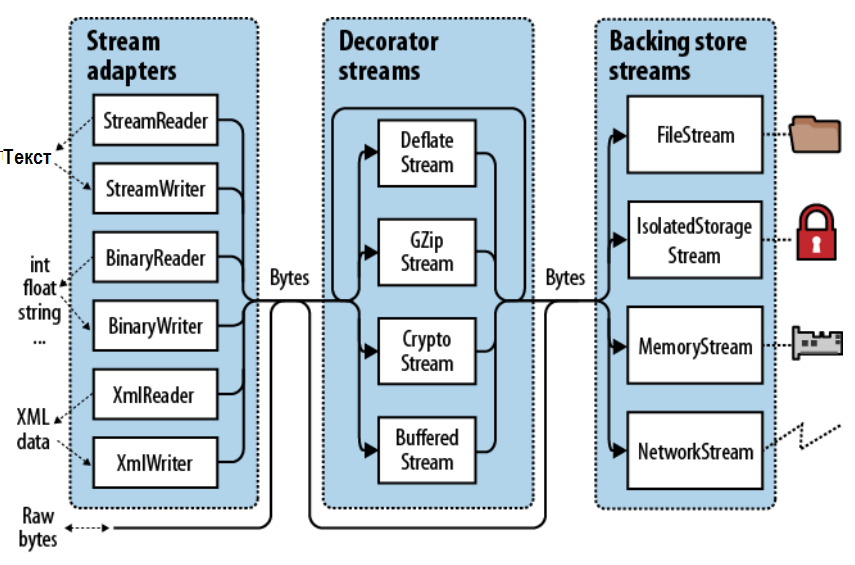 Stream
adapters
StreamReader
Текст
StreamWriter
BinaryReader
int
float
string
...
BinaryWriter
XmlReader
XML
data
XmlWriter
Raw
bytes
Bytes
Decorator
streams
Deflate
Stream
GZip
Stream
Crypto
Stream
Buffered
Stream
Bytes
Backing store
streams
FileStream
IsolatedStorage
Stream
MemoryStream
NetworkStream